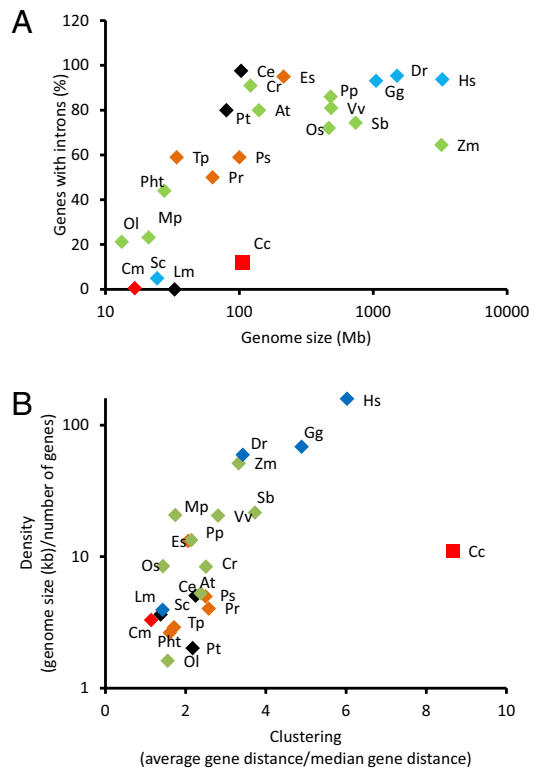 A
Genes with introns (%)
120
100
80
60
40
20
0
Ce
Cr
Es
Pt
At
Pp
Vv
Os
Sb
Gg
Dr
Hs
Zm
Tp
Ps
Pr
Pht
Ol
Mp
Cc
Cm
Sc
Lm
10
100
1000
10000
Genome size (Mb)
B
Density
(genome size (kb)/number of genes)
100
10
1
Hs
Gg
Dr
Zm
Sb
Mp
Vv
Es
Pp
Cc
Os
Cr
Ce
At
Lm
Sc
Ps
Pr
Cm
Tp
Pht
Pt
Ol
0
2
4
6
8
10
Clustering
(average gene distance/median gene distance)